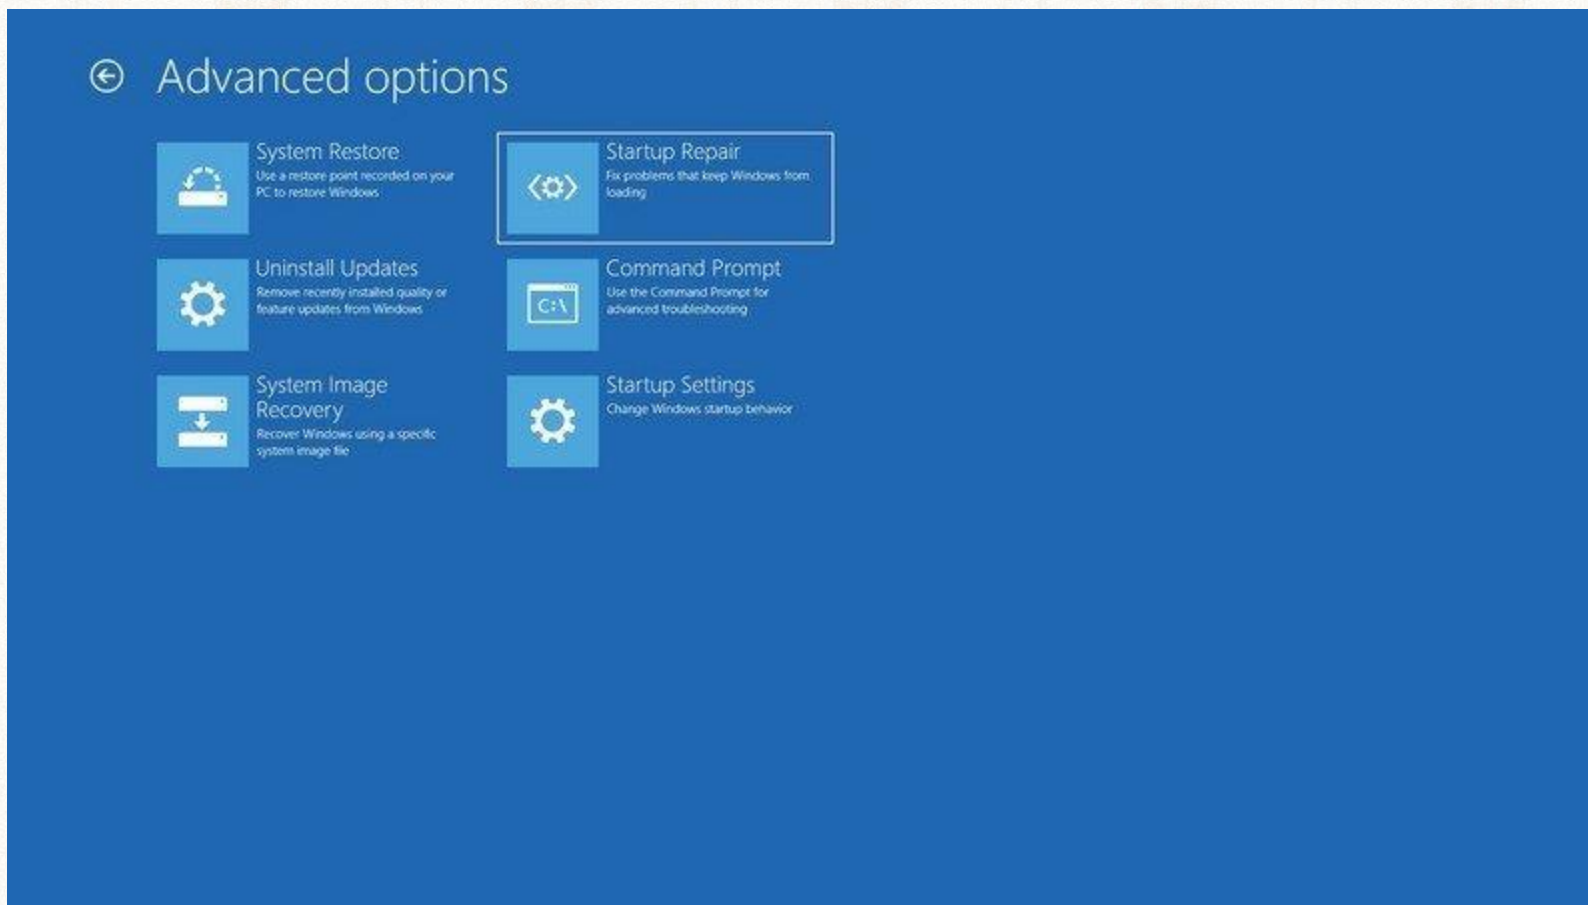 Advanced options
System Restore
Use a restore point recorded on your
PC to restore Windows
Startup Repair
Fix problems that keep Windows from
loading
Uninstall Updates
Remove recently installed quality or
feature updates from Windows
Command Prompt
Use the Command Prompt for
advanced troubleshooting
C:\
System Image
Recovery
Recover Windows using a specific
system image file
Startup Settings
Change Windows startup behavior